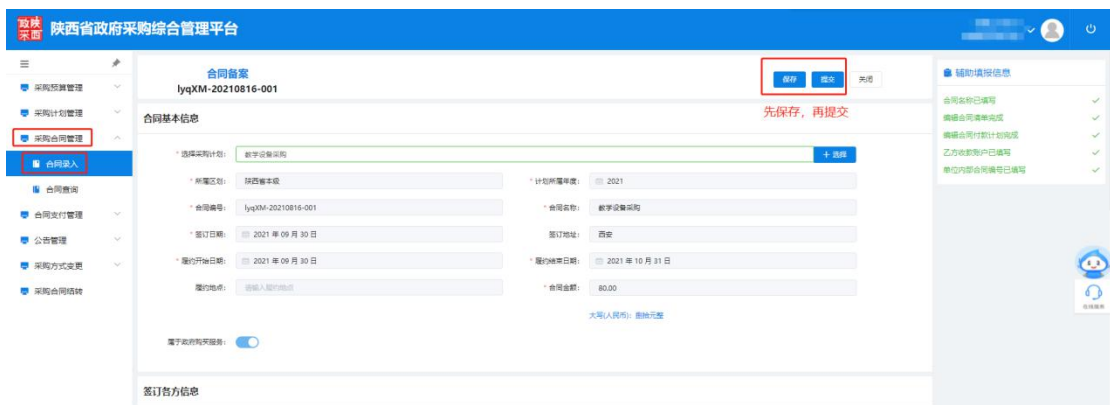 政陕
采西 陕西省政府采购综合管理平台
采购预算管理
采购计划管理
采购合同管理
合同录入
合同查询
合同支付管理
公告管理
采购方式变更
采购合同结转
合同备案
lyqXM-20210816-001
保存 提交 关闭
先保存，再提交
合同基本信息
* 选择采购计划： 教学设备采购 + 选择
* 所属区划： 陕西省本级 * 计划所属年度： 2021
* 合同编号： lyqXM-20210816-001 * 合同名称： 教学设备采购
* 签订日期： 2021 年 09 月 30 日 签订地址： 西安
* 履约开始日期： 2021 年 09 月 30 日 * 履约结束日期： 2021 年 10 月 31 日
履约地点： 请输入履约地点 * 合同金额： 80.00
大写(人民币)： 捌拾元整
属于政府购买服务：
签订各方信息
辅助填报信息
合同名称已填写
编辑合同清单完成
编辑合同付款计划完成
乙方收款账户已填写
单位内部合同编号已填写
在线服务